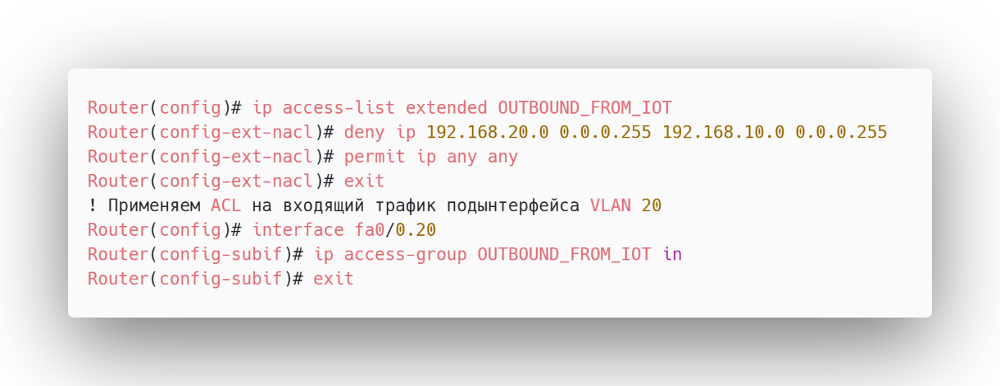 Router(config)# ip access-list extended OUTBOUND_FROM_IOT
Router(config-ext-nacl)# deny ip 192.168.20.0 0.0.0.255 192.168.10.0 0.0.0.255
Router(config-ext-nacl)# permit ip any any
Router(config-ext-nacl)# exit
! Применяем ACL на входящий трафик подынтерфейса VLAN 20
Router(config)# interface fa0/0.20
Router(config-subif)# ip access-group OUTBOUND_FROM_IOT in
Router(config-subif)# exit